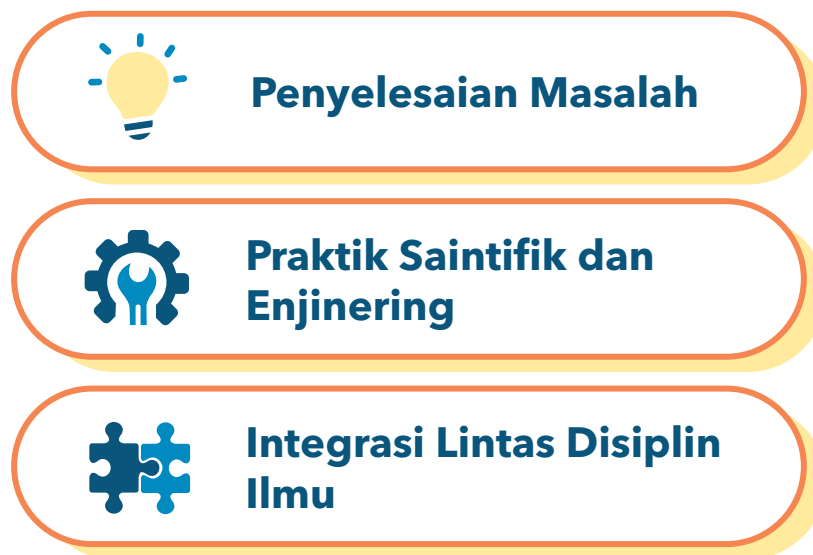 Penyelesaian Masalah
Praktik Saintifik dan
Enjinering
Integrasi Lintas Disiplin
Ilmu